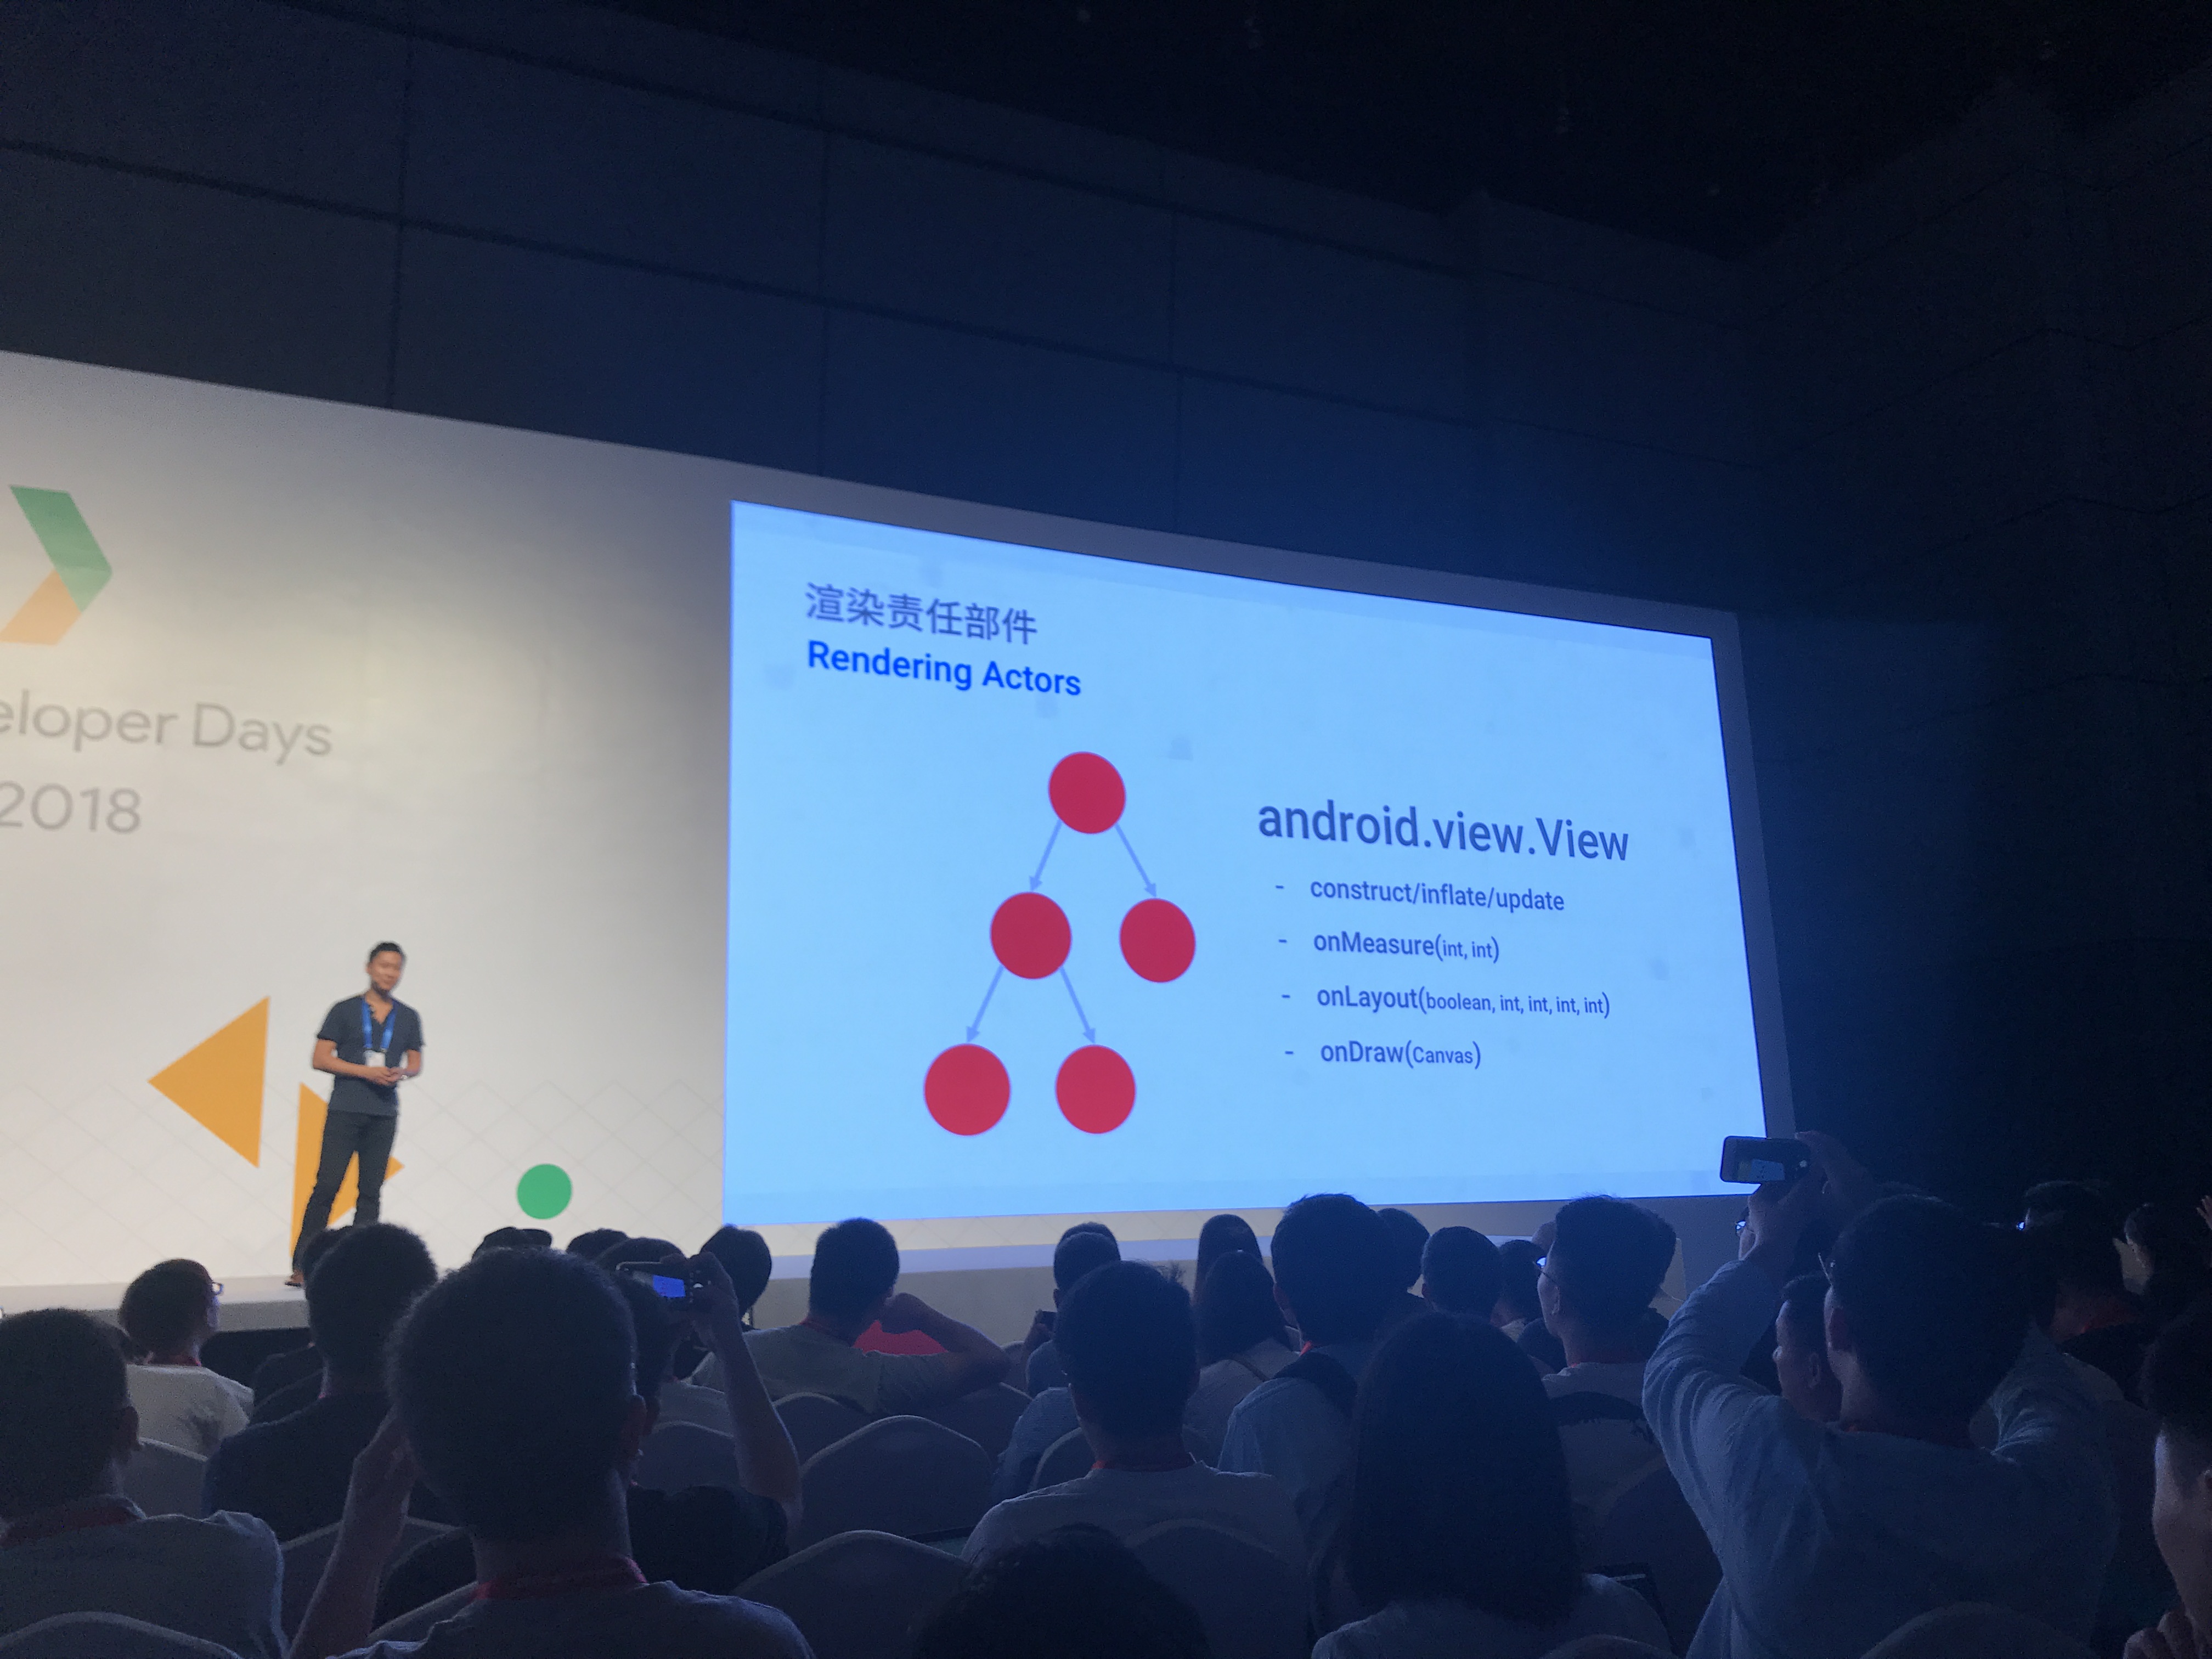 eloper Days
2018
渲染责任部件
Rendering Actors
android.view.View
- construct/inflate/update
- onMeasure(int, int)
- onLayout(boolean, int, int, int, int)
- onDraw(Canvas)